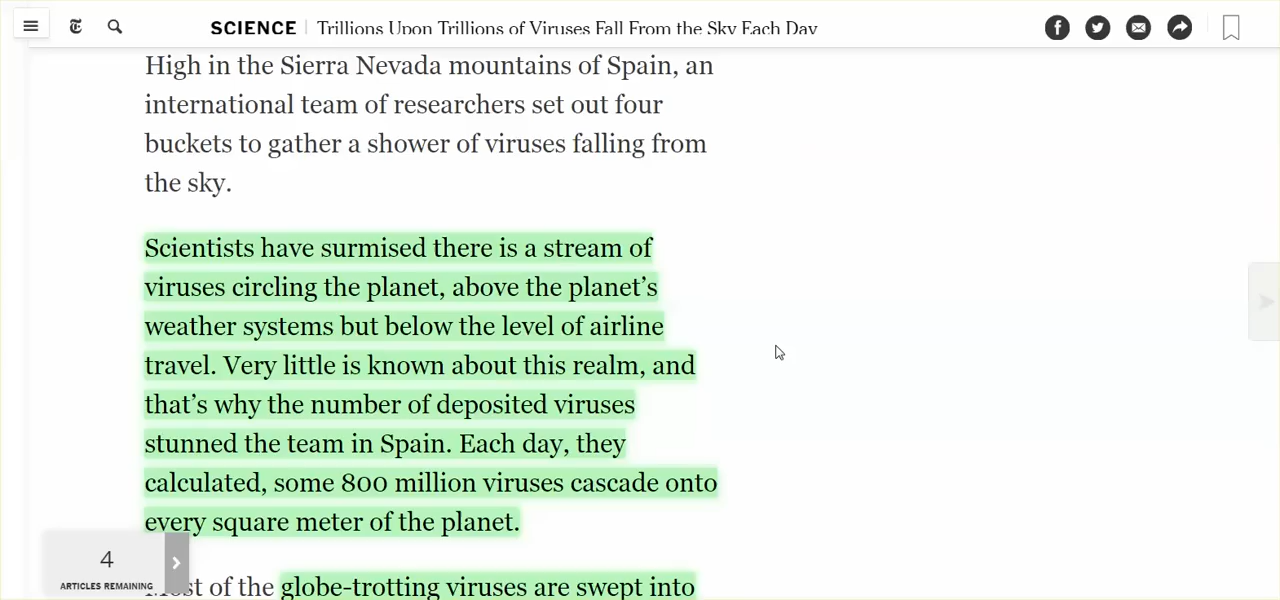 SCIENCE | Trillions Upon Trillions of Viruses Fall From the Sky Each Day
High in the Sierra Nevada mountains of Spain, an
international team of researchers set out four
buckets to gather a shower of viruses falling from
the sky.
Scientists have surmised there is a stream of
viruses circling the planet, above the planet’s
weather systems but below the level of airline
travel. Very little is known about this realm, and
that’s why the number of deposited viruses
stunned the team in Spain. Each day, they
calculated, some 800 million viruses cascade onto
every square meter of the planet.
4
ARTICLES REMAINING
Most of the globe-trotting viruses are swept into